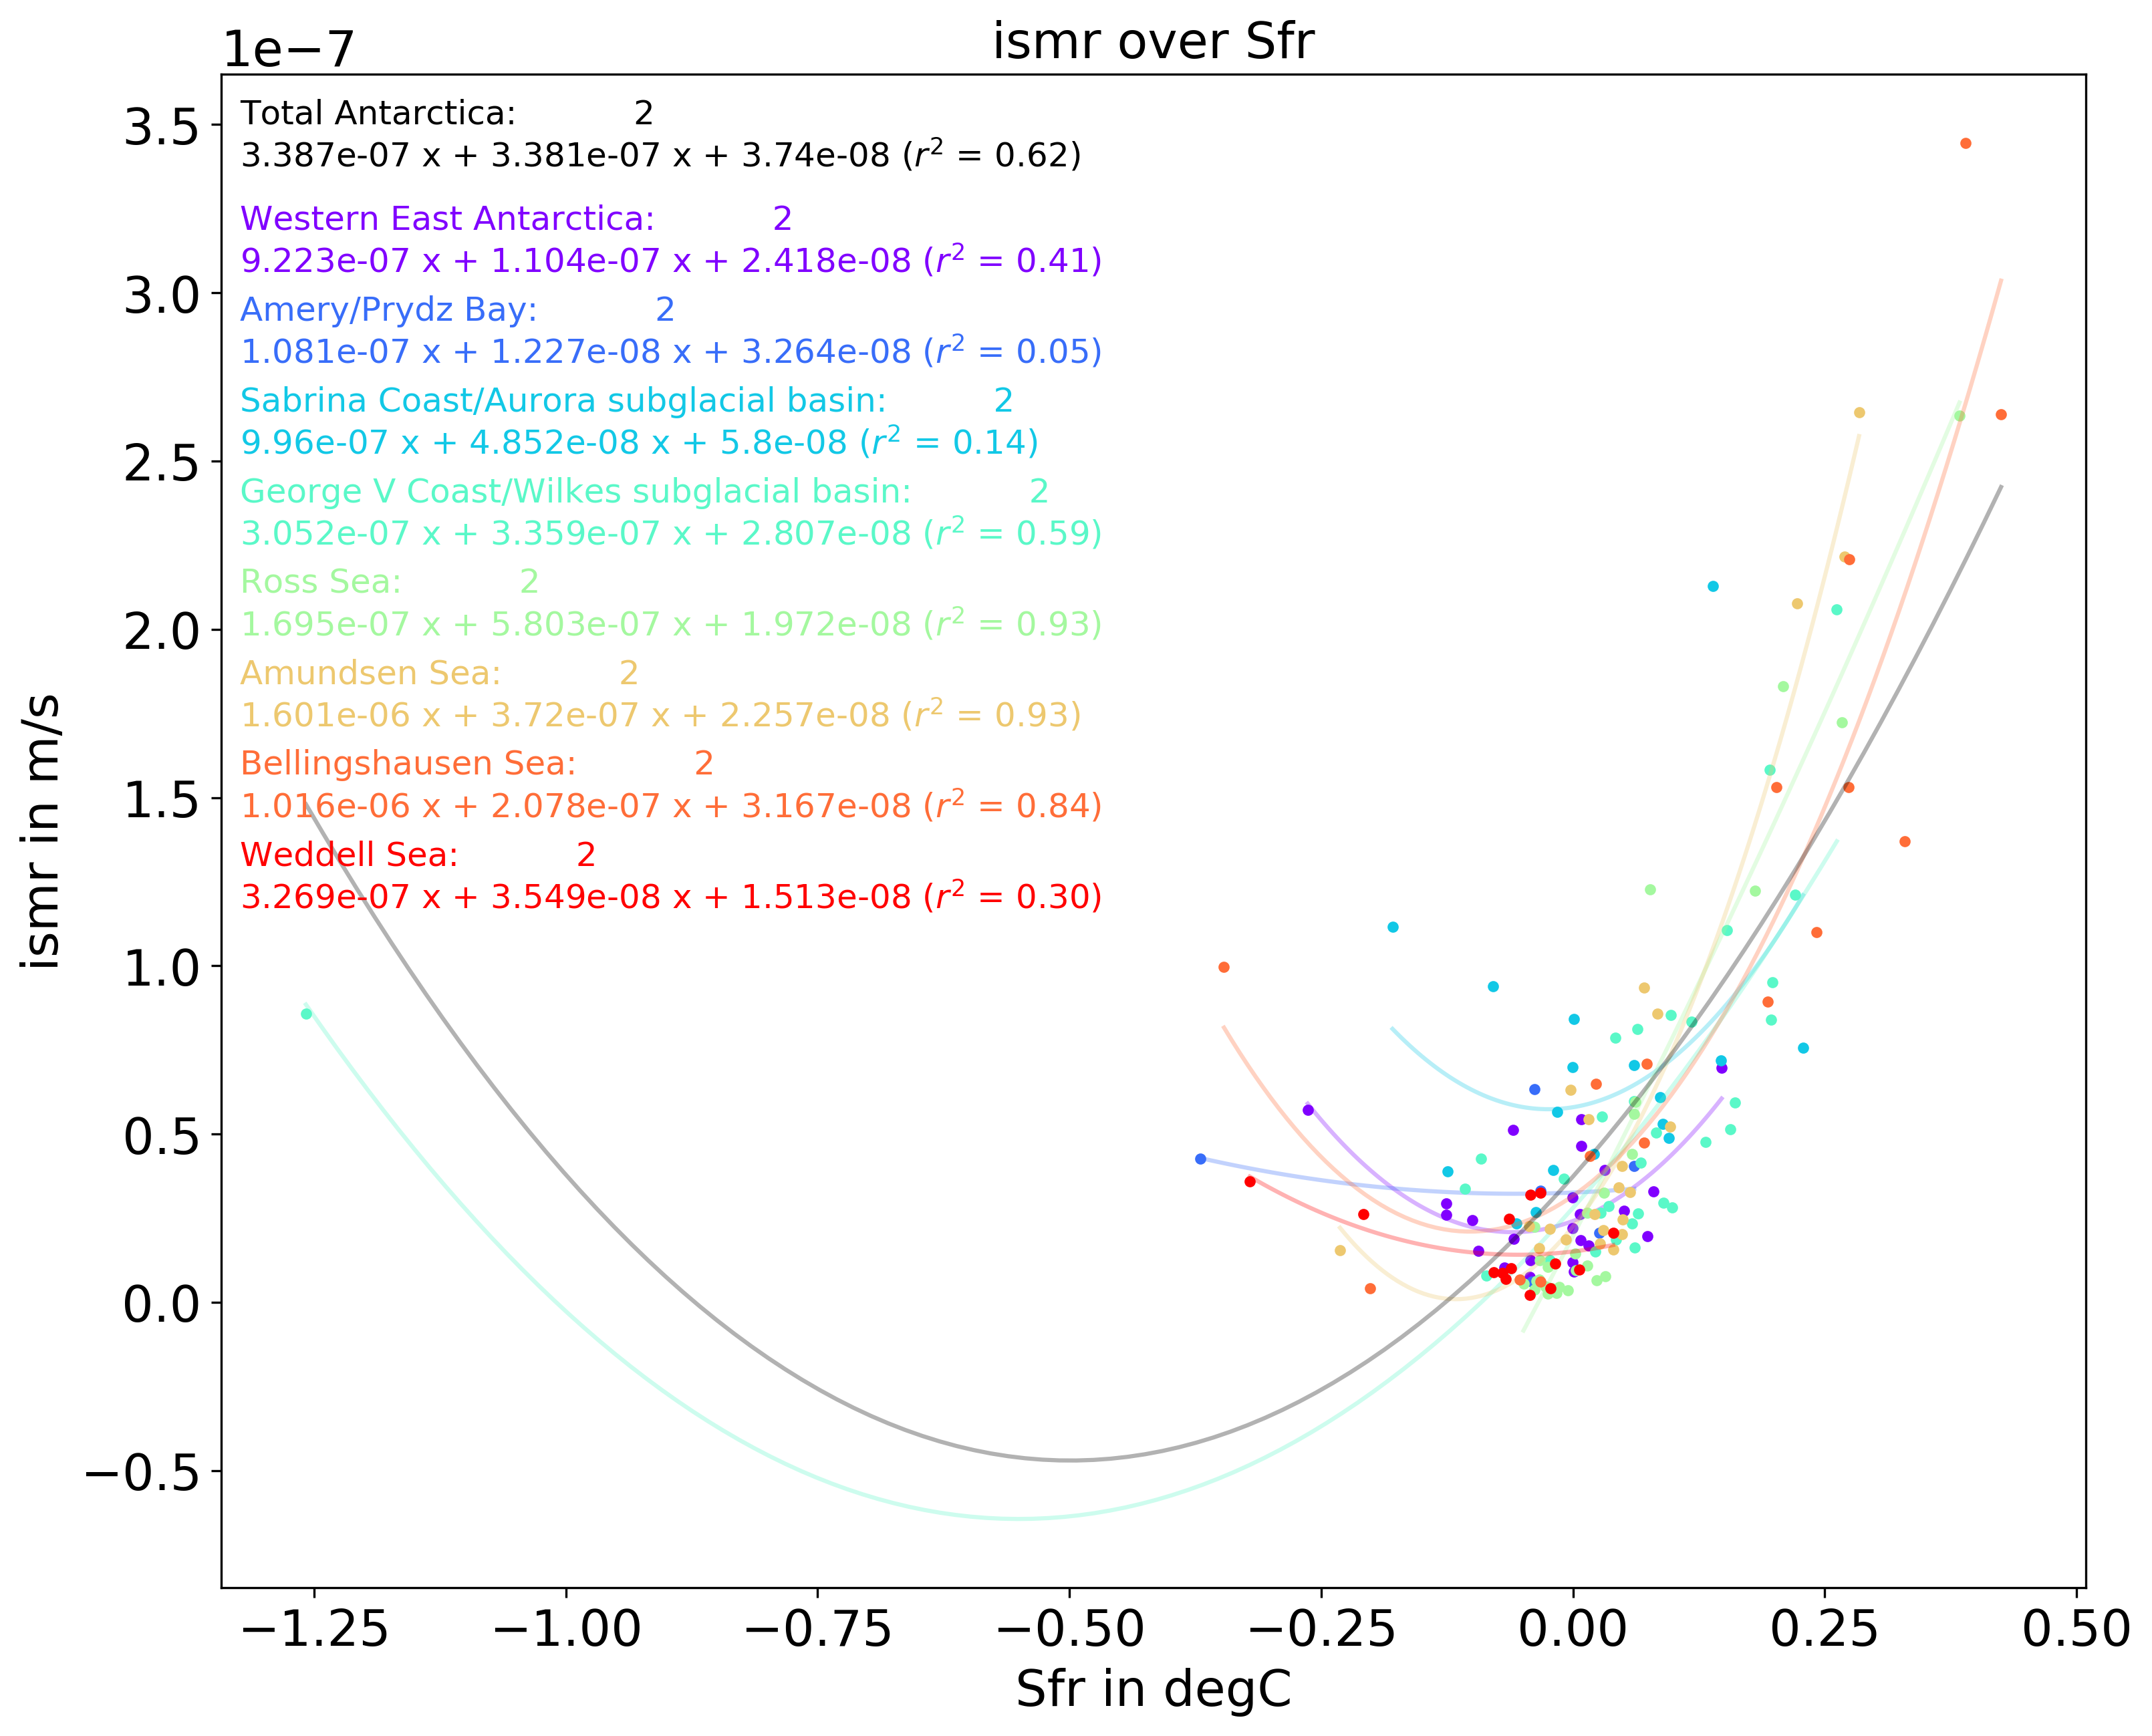 ismr over Sfr
1e−7
Total Antarctica: 2
3.387e-07 x + 3.381e-07 x + 3.74e-08 (r² = 0.62)
Western East Antarctica: 2
9.223e-07 x + 1.104e-07 x + 2.418e-08 (r² = 0.41)
Amery/Prydz Bay: 2
1.081e-07 x + 1.227e-08 x + 3.264e-08 (r² = 0.05)
Sabrina Coast/Aurora subglacial basin: 2
9.96e-07 x + 4.852e-08 x + 5.8e-08 (r² = 0.14)
George V Coast/Wilkes subglacial basin: 2
3.052e-07 x + 3.359e-07 x + 2.807e-08 (r² = 0.59)
Ross Sea: 2
1.695e-07 x + 5.803e-07 x + 1.972e-08 (r² = 0.93)
Amundsen Sea: 2
1.601e-06 x + 3.72e-07 x + 2.257e-08 (r² = 0.93)
Bellingshausen Sea: 2
1.016e-06 x + 2.078e-07 x + 3.167e-08 (r² = 0.84)
Weddell Sea: 2
3.269e-07 x + 3.549e-08 x + 1.513e-08 (r² = 0.30)
3.5
3.0
2.5
2.0
1.5
1.0
0.5
0.0
−0.5
ismr in m/s
−1.25 −1.00 −0.75 −0.50 −0.25 0.00 0.25 0.50
Sfr in degC